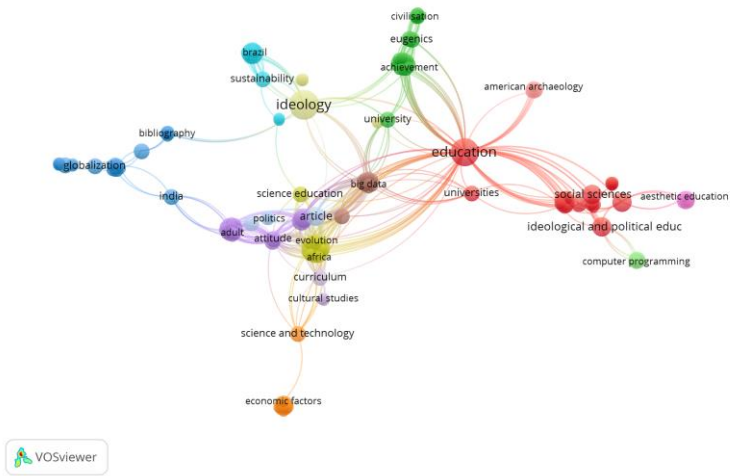 civilisation
eugenics
brazil
achievement
sustainability
american archaeology
ideology
university
bibliography
education
globalization
big data
science education
universities
social sciences
india
aesthetic education
politics
article
adult
ideological and political educ
attitude
evolution
africa
computer programming
curriculum
cultural studies
science and technology
economic factors
VOSviewer